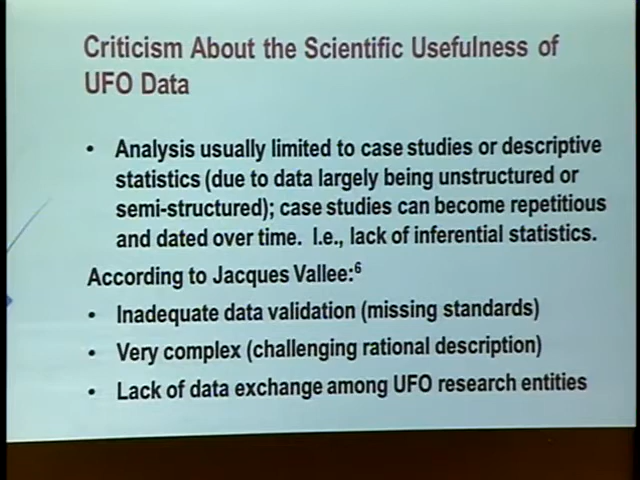 Criticism About the Scientific Usefulness of
UFO Data
• Analysis usually limited to case studies or descriptive
statistics (due to data largely being unstructured or
semi-structured); case studies can become repetitious
and dated over time. I.e., lack of inferential statistics.
According to Jacques Vallee:⁶
• Inadequate data validation (missing standards)
• Very complex (challenging rational description)
• Lack of data exchange among UFO research entities